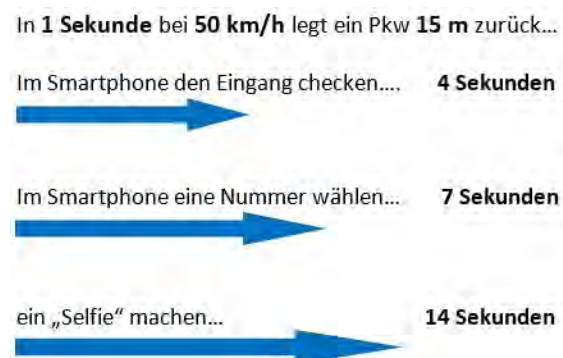 In 1 Sekunde bei 50 km/h legt ein Pkw 15 m zurück...
Im Smartphone den Eingang checken.... 4 Sekunden
Im Smartphone eine Nummer wählen... 7 Sekunden
ein „Selfie“ machen... 14 Sekunden